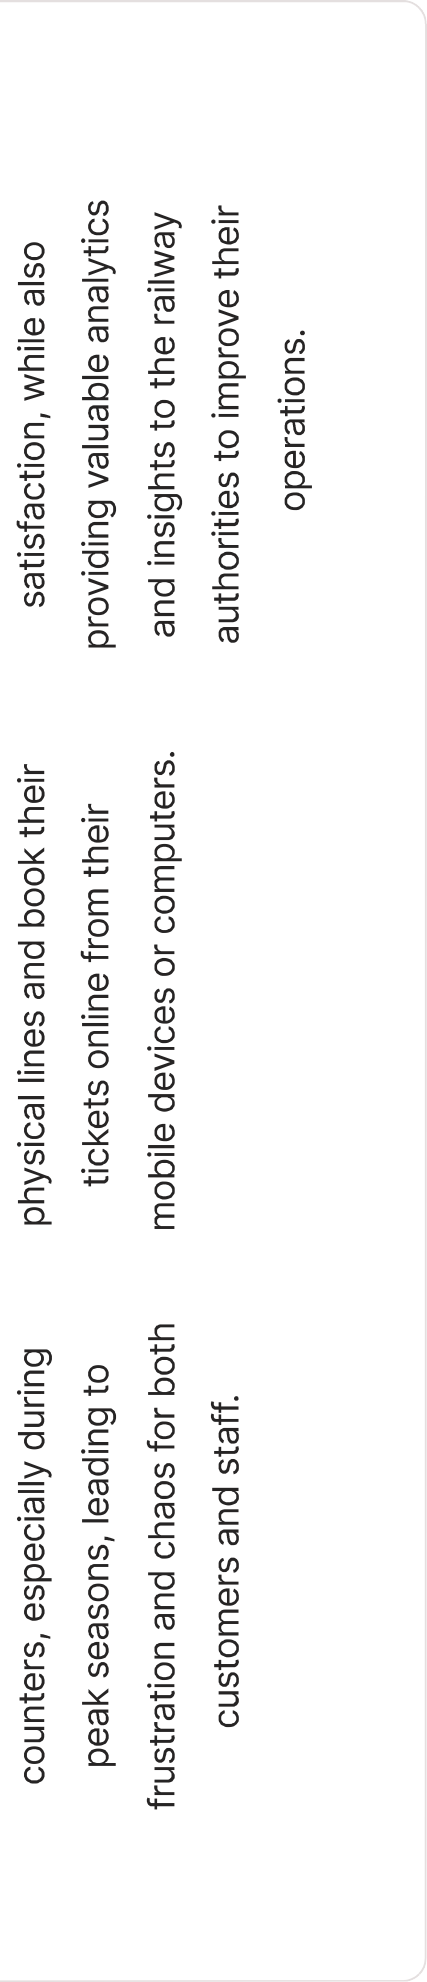 counters, especially during
peak seasons, leading to
frustration and chaos for both
customers and staff.
physical lines and book their
tickets online from their
mobile devices or computers.
satisfaction, while also
providing valuable analytics
and insights to the railway
authorities to improve their
operations.